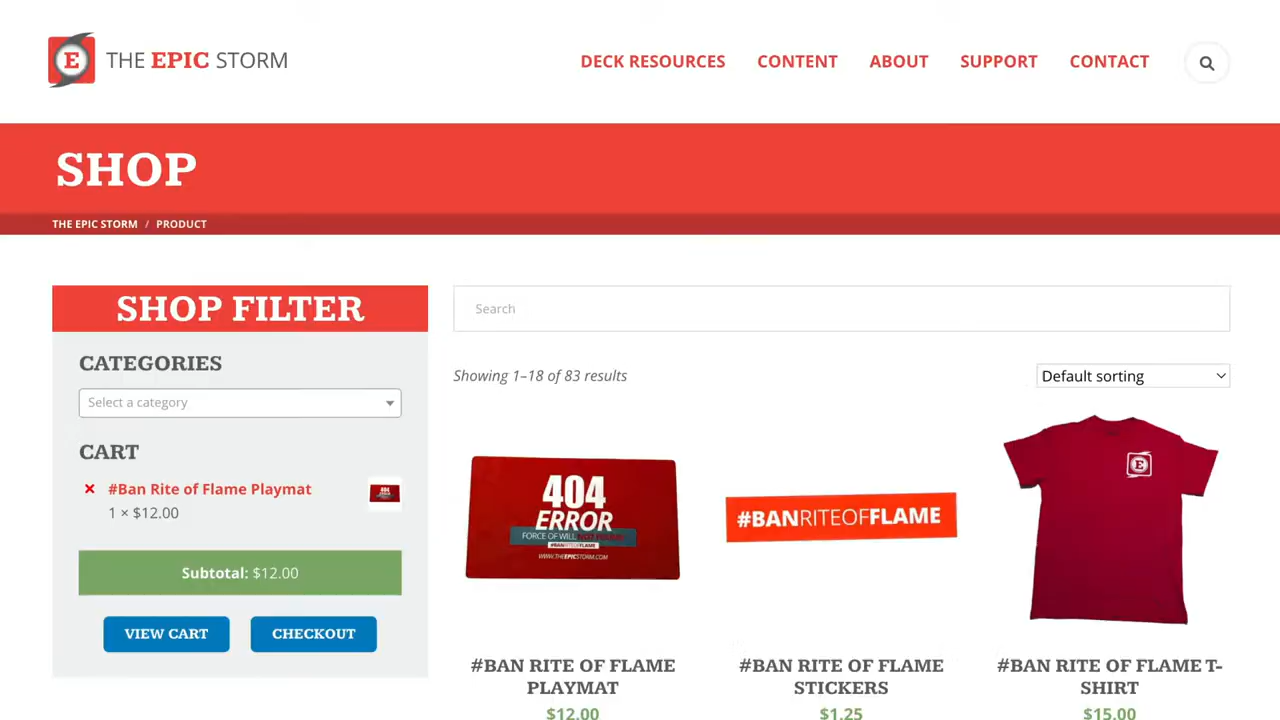 E THE EPIC STORM
DECK RESOURCES CONTENT ABOUT SUPPORT CONTACT
SHOP
THE EPIC STORM / PRODUCT
SHOP FILTER
CATEGORIES
Select a category
CART
#Ban Rite of Flame Playmat
1 × $12.00
Subtotal: $12.00
VIEW CART CHECKOUT
Search
Showing 1–18 of 83 results
Default sorting
404
ERROR
FORCE OF WILL
#BANRITEOFFLAME
WWW.THEEPICSTORM.COM
#BANRITEOFFLAME
E
#BAN RITE OF FLAME
PLAYMAT
$12.00
#BAN RITE OF FLAME
STICKERS
$1.25
#BAN RITE OF FLAME T-
SHIRT
$15.00